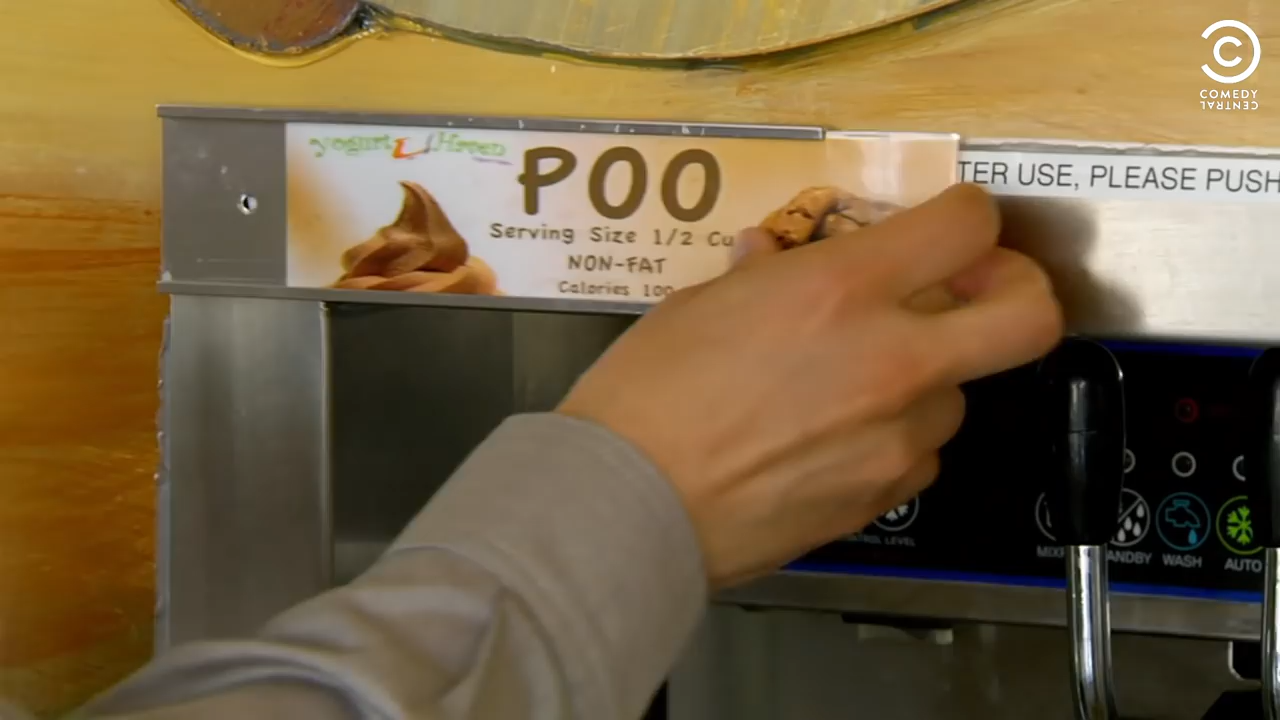 COMEDY
CENTRAL
yogurt Haven
POO
Serving Size 1/2 Cu
NON-FAT
Calories 100
TER USE, PLEASE PUSH
WASH
AUTO
ANDBY
LEVEL